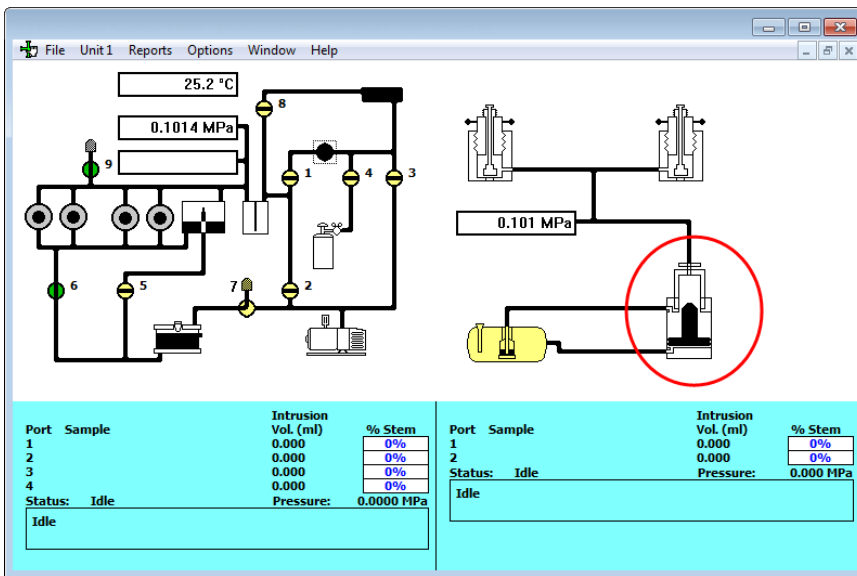 File Unit 1 Reports Options Window Help
25.2 °C
8
0.1014 MPa
9
1 4 3
0.101 MPa
6 5 7 2
Intrusion
Port Sample Vol. (ml) % Stem
1 0.000 0%
2 0.000 0%
3 0.000 0%
4 0.000 0%
Status: Idle Pressure: 0.0000 MPa
Idle
Intrusion
Port Sample Vol. (ml) % Stem
1 0.000 0%
2 0.000 0%
Status: Idle Pressure: 0.000 MPa
Idle